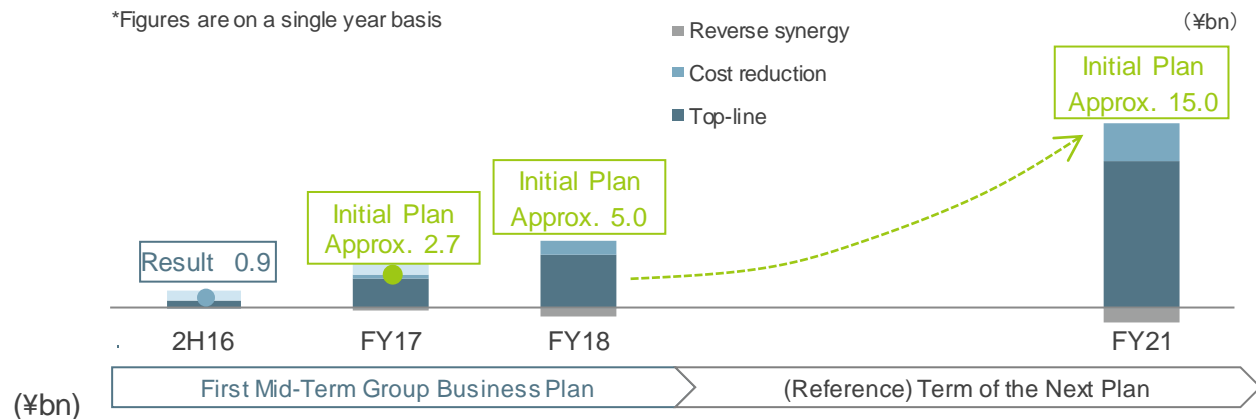 *Figures are on a single year basis
(¥bn)
Reverse synergy
Cost reduction
Top-line
Initial Plan
Approx. 15.0
Initial Plan
Approx. 5.0
Initial Plan
Approx. 2.7
Result 0.9
2H16 FY17 FY18 FY21
First Mid-Term Group Business Plan (Reference) Term of the Next Plan
(¥bn)